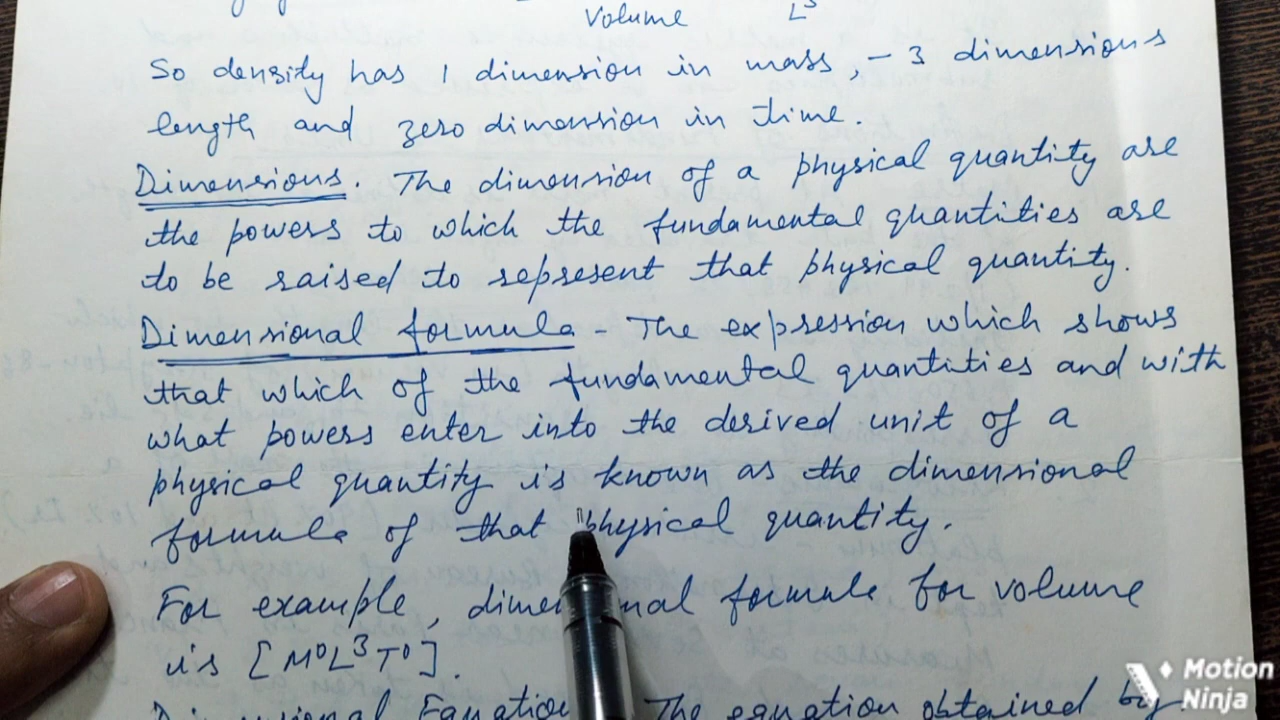 Volume L³
So density has 1 dimension in mass, -3 dimensions
length and zero dimension in time.
Dimensions. The dimension of a physical quantity are
the powers to which the fundamental quantities are
to be raised to represent that physical quantity.
Dimensional formula - The expression which shows
that which of the fundamental quantities and with
what powers enter into the derived unit of a
physical quantity is known as the dimensional
formula of that physical quantity.
For example, dimensional formula for volume
is [M⁰L³T⁰].
Dimensional Equation The equation obtained by
Motion
Ninja